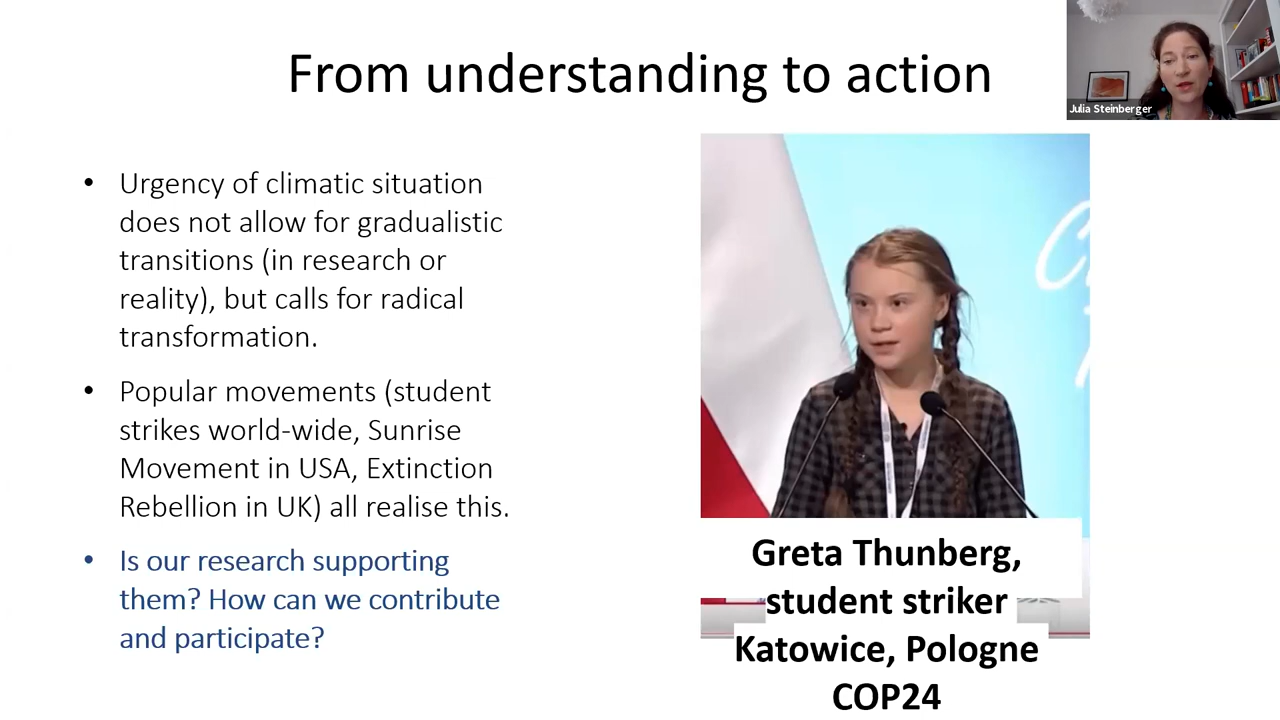 From understanding to action
Julia Steinberger
• Urgency of climatic situation
does not allow for gradualistic
transitions (in research or
reality), but calls for radical
transformation.
• Popular movements (student
strikes world-wide, Sunrise
Movement in USA, Extinction
Rebellion in UK) all realise this.
• Is our research supporting
them? How can we contribute
and participate?
Greta Thunberg,
student striker
Katowice, Pologne
COP24